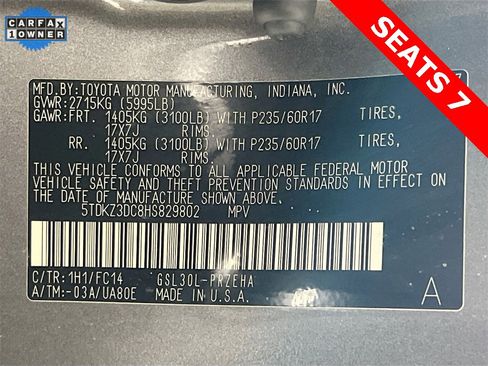 CARFAX
1 OWNER
SEATS 7
MFD.BY:TOYOTA MOTOR MANUFACTURING, INDIANA, INC.
GVWR:2715KG (5995LB)
GAWR:FRT. 1405KG (3100LB) WITH P235/60R17 TIRES,
17X7J RIMS.
RR. 1405KG (3100LB) WITH P235/60R17 TIRES,
17X7J RIMS.
THIS VEHICLE CONFORMS TO ALL APPLICABLE FEDERAL MOTOR
VEHICLE SAFETY AND THEFT PREVENTION STANDARDS IN EFFECT ON
THE DATE OF MANUFACTURE SHOWN ABOVE.
5TDKZ3DC8HS829802 MPV
C/TR:1H1/FC14 GSL30L-PRZEHA
A/TM:-03A/UA80E MADE IN U.S.A.
A